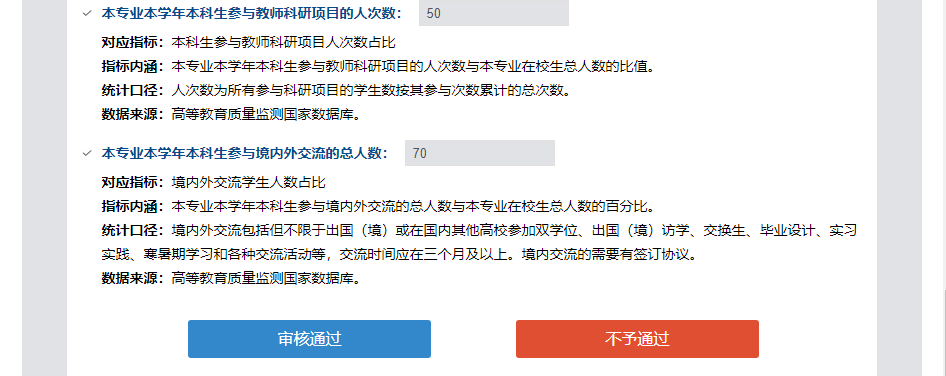 本专业本学年本科生参与教师科研项目的人次数： 50
对应指标：本科生参与教师科研项目人次数占比
指标内涵：本专业本学年本科生参与教师科研项目的人次数与本专业在校生总人数的比值。
统计口径：人次数为所有参与科研项目的学生数按其参与次数累计的总次数。
数据来源：高等教育质量监测国家数据库。
本专业本学年本科生参与境内外交流的总人数： 70
对应指标：境内外交流学生人数占比
指标内涵：本专业本学年本科生参与境内外交流的总人数与本专业在校生总人数的百分比。
统计口径：境内外交流包括但不限于出国（境）或在国内其他高校参加双学位、出国（境）访学、交换生、毕业设计、实习
实践、寒暑期学习和各种交流活动等，交流时间应在三个月及以上。境内交流的需要有签订协议。
数据来源：高等教育质量监测国家数据库。
审核通过 不予通过